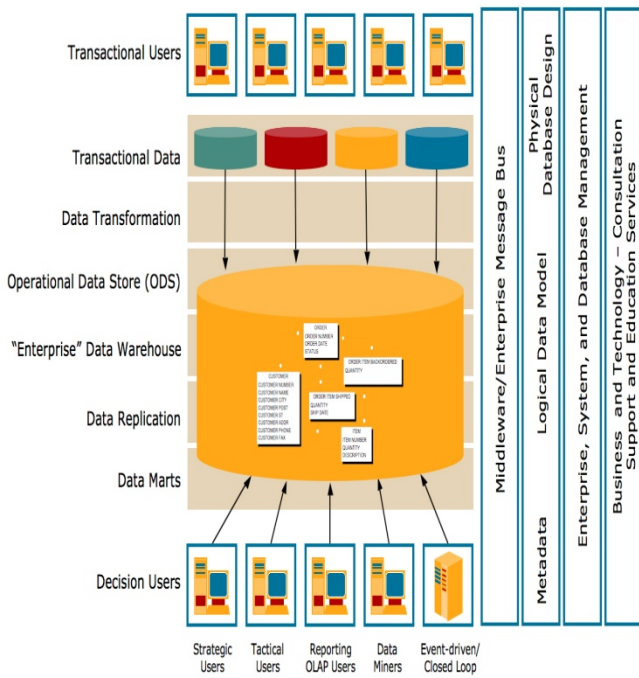 Transactional Users
Transactional Data
Data Transformation
Operational Data Store (ODS)
"Enterprise" Data Warehouse
Data Replication
Data Marts
Decision Users
ORDER
ORDER NUMBER
ORDER DATE
STATUS
ORDER ITEM BACKORDERED
QUANTITY
CUSTOMER
CUSTOMER NUMBER
CUSTOMER NAME
CUSTOMER CITY
CUSTOMER POST
CUSTOMER ST
CUSTOMER ADDR
CUSTOMER PHONE
CUSTOMER FAX
ORDER ITEM SHIPPED
QUANTITY
SHIP DATE
ITEM
ITEM NUMBER
QUANTITY
DESCRIPTION
Strategic
Users
Tactical
Users
Reporting
OLAP Users
Data
Miners
Event-driven/
Closed Loop
Middleware/Enterprise Message Bus
Physical
Database Design
Logical Data Model
Metadata
Enterprise, System, and Database Management
Business and Technology – Consultation
Support and Education Services